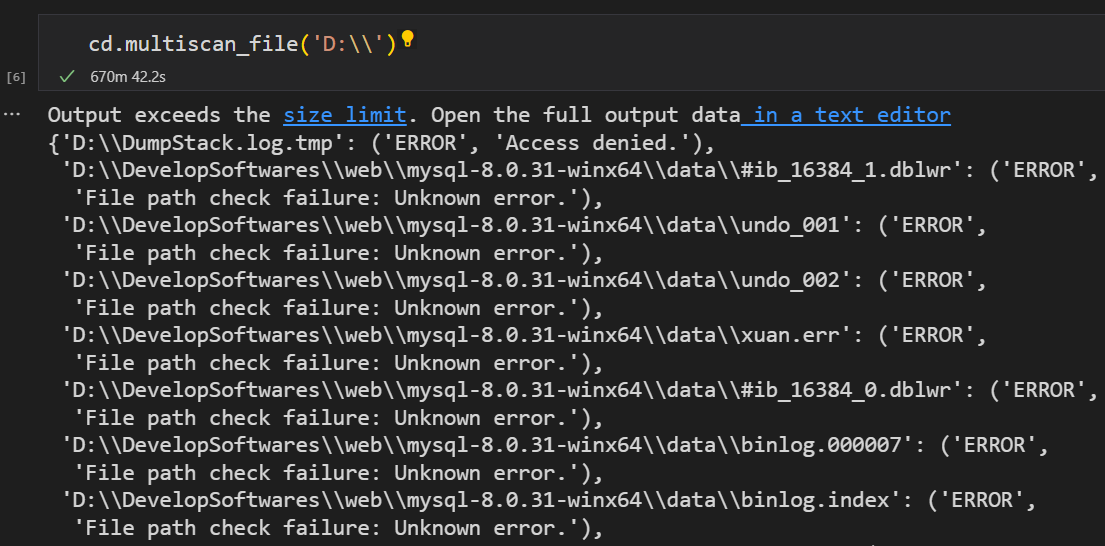 cd.multiscan_file('D:\\')
[6]
670m 42.2s
... Output exceeds the size limit. Open the full output data in a text editor
{'D:\\DumpStack.log.tmp': ('ERROR', 'Access denied.'),
'D:\\DevelopSoftwares\\web\\mysql-8.0.31-winx64\\data\\#ib_16384_1.dblwr': ('ERROR',
'File path check failure: Unknown error.'),
'D:\\DevelopSoftwares\\web\\mysql-8.0.31-winx64\\data\\undo_001': ('ERROR',
'File path check failure: Unknown error.'),
'D:\\DevelopSoftwares\\web\\mysql-8.0.31-winx64\\data\\undo_002': ('ERROR',
'File path check failure: Unknown error.'),
'D:\\DevelopSoftwares\\web\\mysql-8.0.31-winx64\\data\\xuan.err': ('ERROR',
'File path check failure: Unknown error.'),
'D:\\DevelopSoftwares\\web\\mysql-8.0.31-winx64\\data\\#ib_16384_0.dblwr': ('ERROR',
'File path check failure: Unknown error.'),
'D:\\DevelopSoftwares\\web\\mysql-8.0.31-winx64\\data\\binlog.000007': ('ERROR',
'File path check failure: Unknown error.'),
'D:\\DevelopSoftwares\\web\\mysql-8.0.31-winx64\\data\\binlog.index': ('ERROR',
'File path check failure: Unknown error.'),